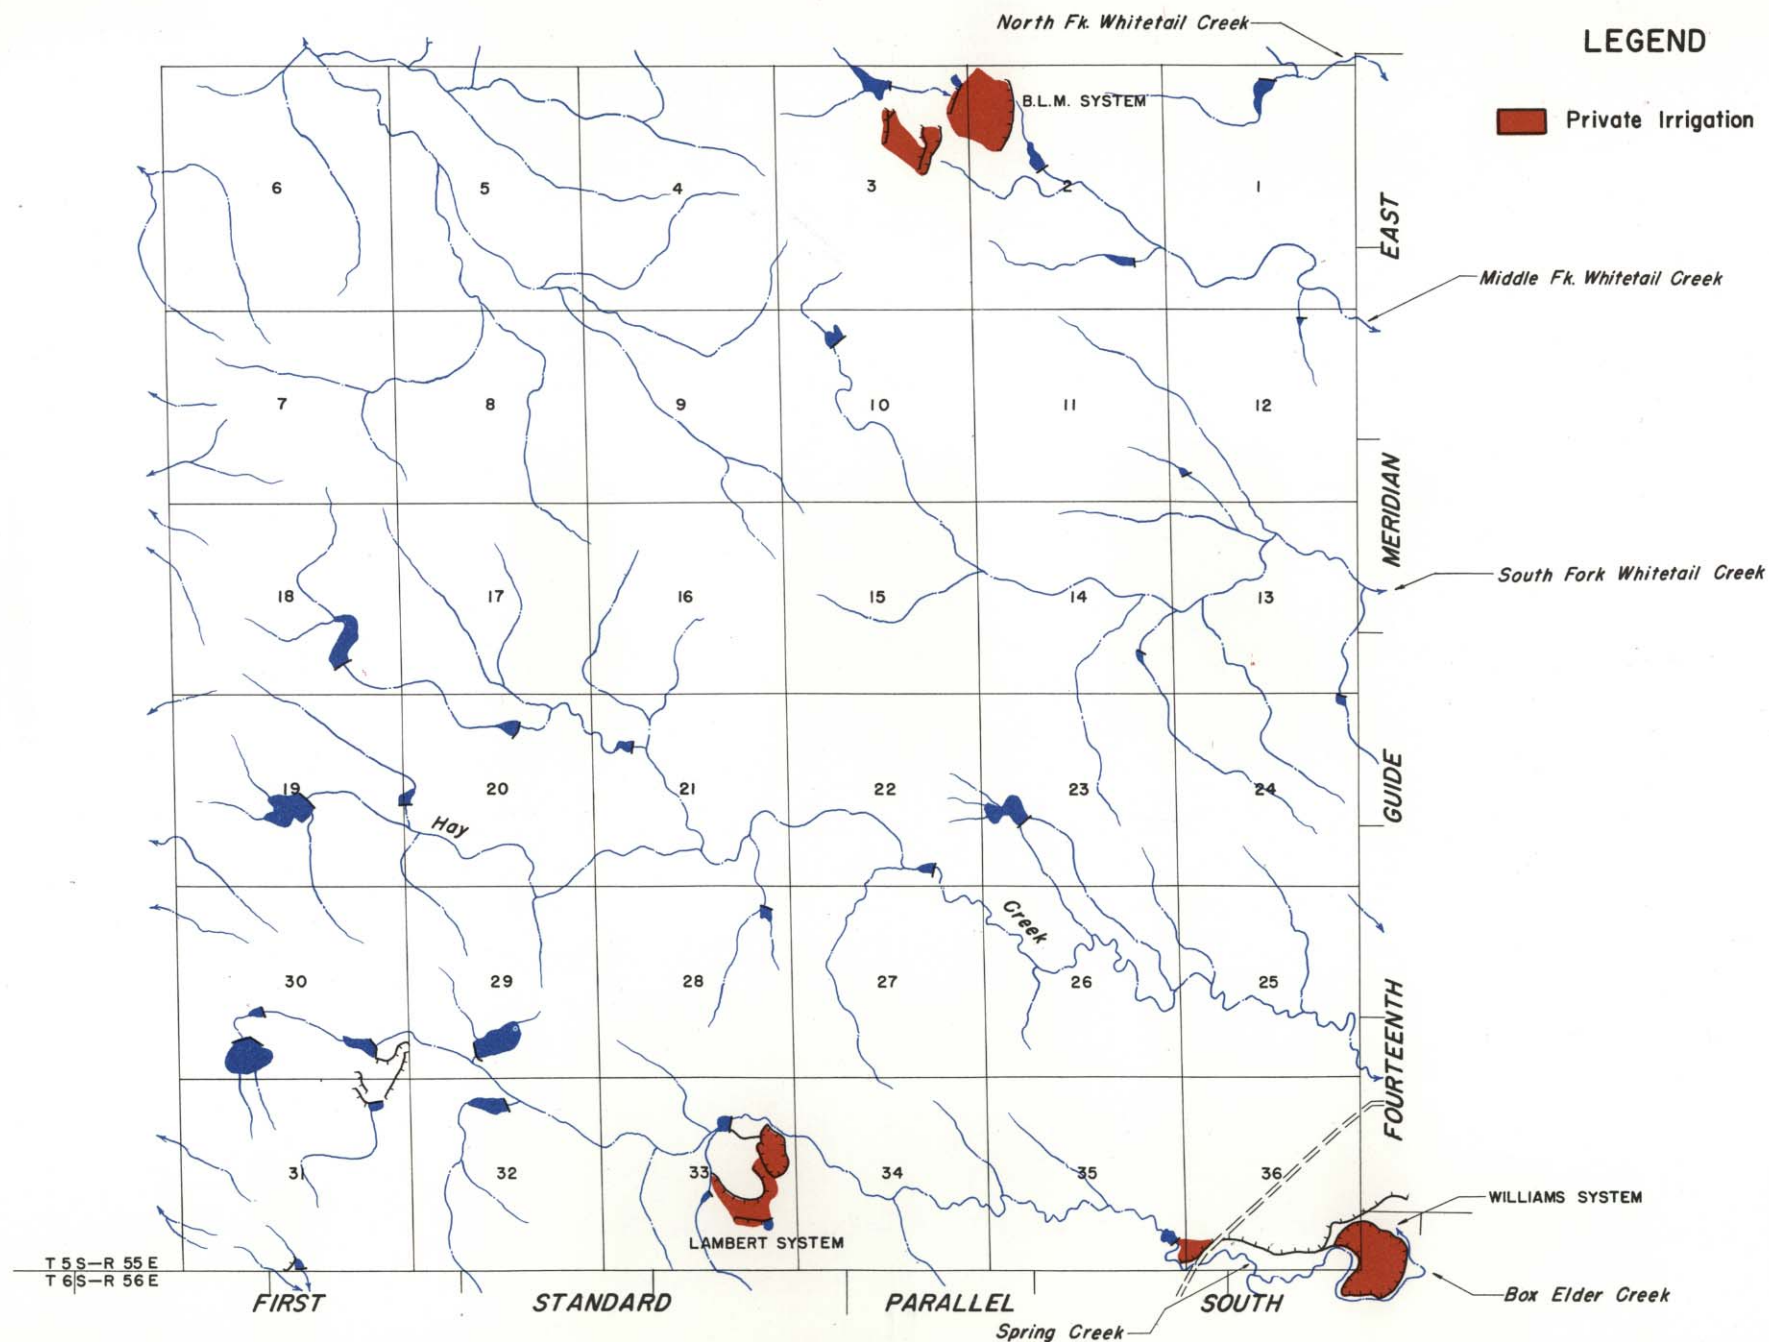 North Fk. Whitetail Creek
LEGEND
Private Irrigation
B.L.M. SYSTEM
6
5
4
3
2
1
EAST
Middle Fk. Whitetail Creek
7
8
9
10
11
12
MERIDIAN
South Fork Whitetail Creek
18
17
16
15
14
13
19
20
21
22
23
24
GUIDE
Hay
Creek
30
29
28
27
26
25
FOURTEENTH
31
32
33
34
35
36
WILLIAMS SYSTEM
LAMBERT SYSTEM
T 5 S–R 55 E
T 6 S–R 56 E
Box Elder Creek
FIRST STANDARD PARALLEL SOUTH
Spring Creek